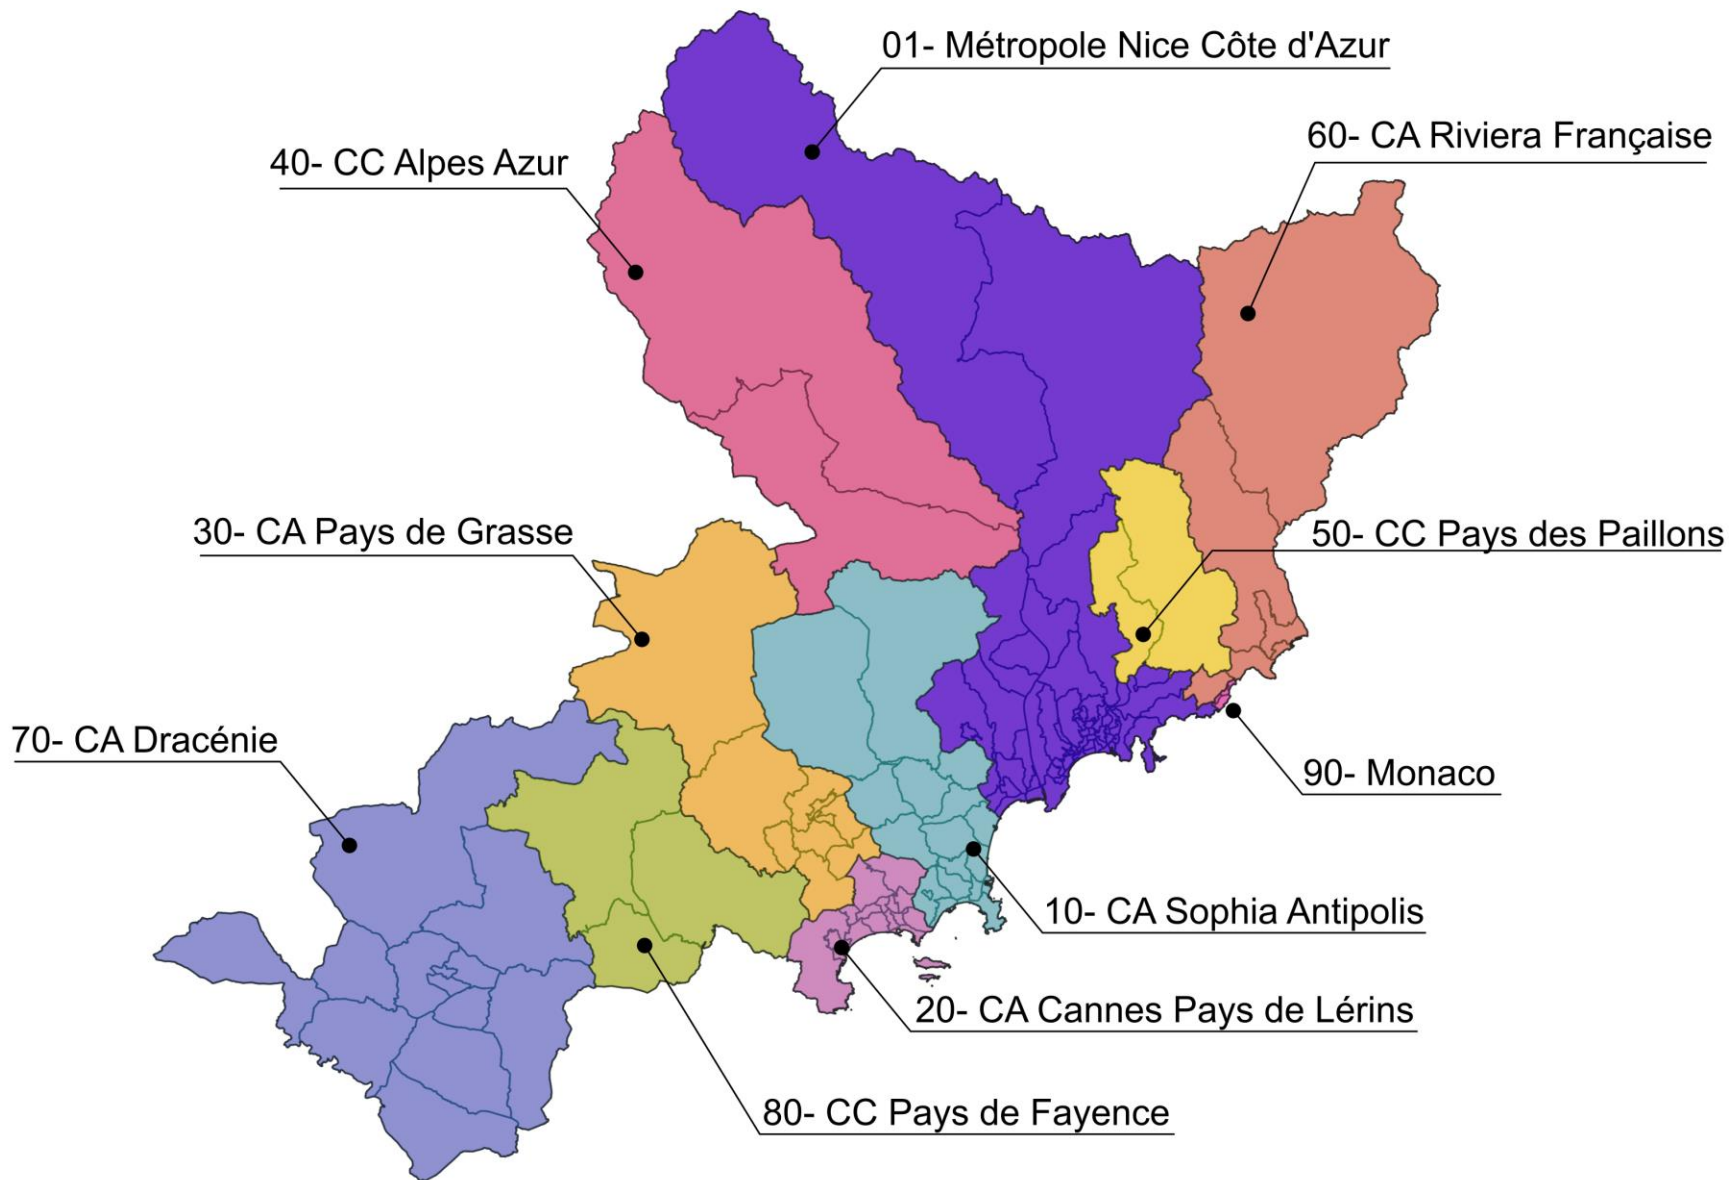 01- Métropole Nice Côte d'Azur
60- CA Riviera Française
40- CC Alpes Azur
30- CA Pays de Grasse
50- CC Pays des Paillons
70- CA Dracénie
90- Monaco
10- CA Sophia Antipolis
20- CA Cannes Pays de Lérins
80- CC Pays de Fayence